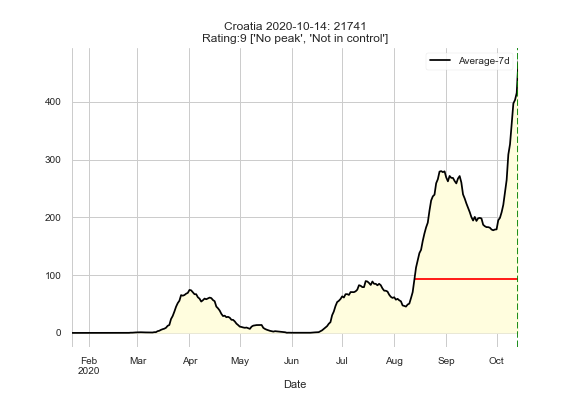 Croatia 2020-10-14: 21741
Rating:9 ['No peak', 'Not in control']
Average-7d
400
300
200
100
0
Feb Mar Apr May Jun Jul Aug Sep Oct
2020
Date